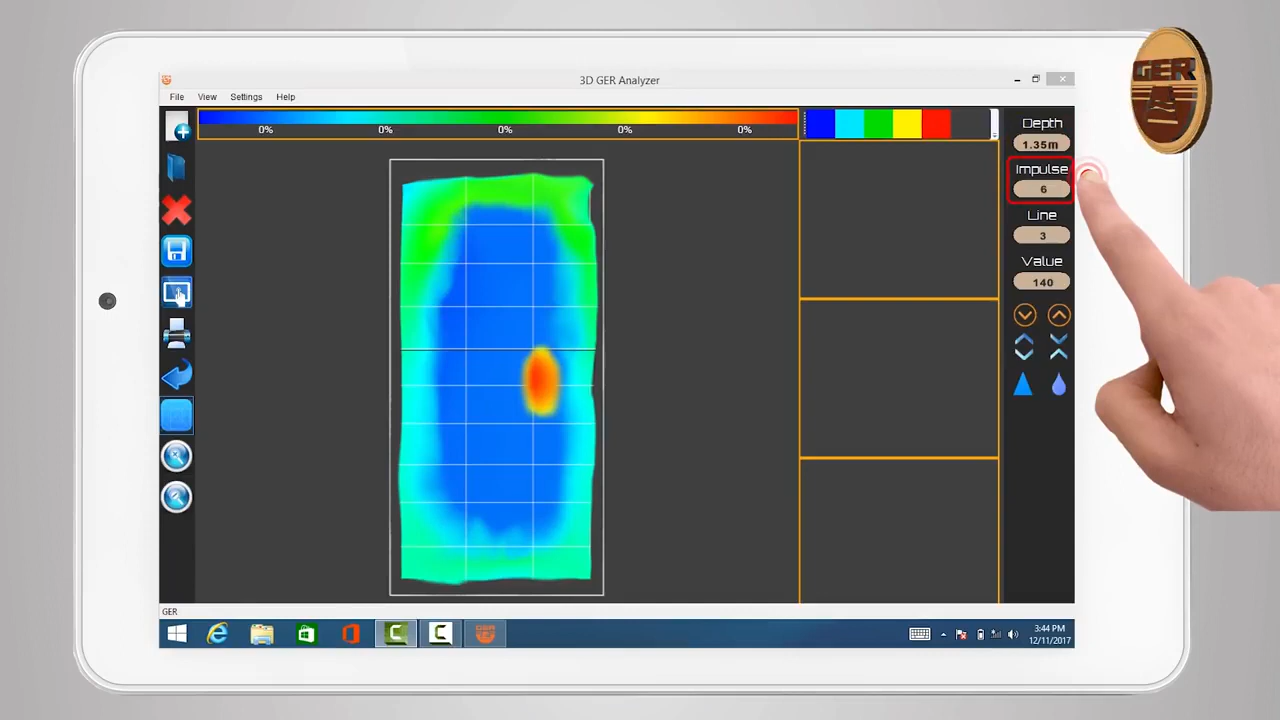 3D GER Analyzer
GER
File View Settings Help
0% 0% 0% 0% 0%
Depth
1.35m
Impulse
6
Line
3
Value
140
GER
3:44 PM
12/11/2017